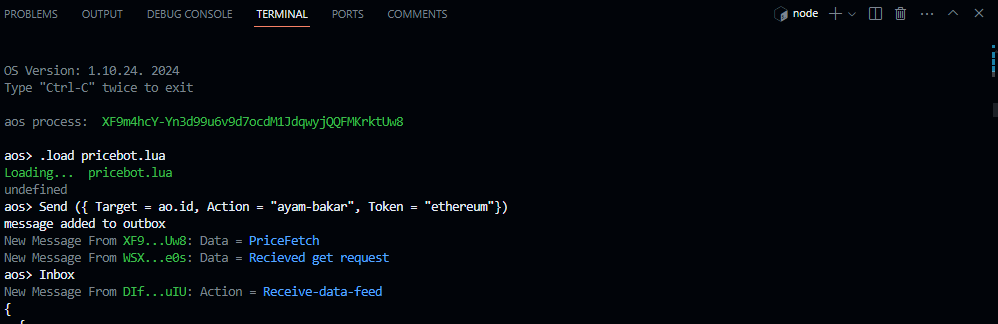 PROBLEMS OUTPUT DEBUG CONSOLE TERMINAL PORTS COMMENTS node
OS Version: 1.10.24. 2024
Type "Ctrl-C" twice to exit
aos process: XF9m4hcY-Yn3d99u6v9d7ocdM1JdqwyjQQFMKrktUw8
aos> .load pricebot.lua
Loading... pricebot.lua
undefined
aos> Send ({ Target = ao.id, Action = "ayam-bakar", Token = "ethereum"})
message added to outbox
New Message From XF9...Uw8: Data = PriceFetch
New Message From WSX...e0s: Data = Recieved get request
aos> Inbox
New Message From DIf...uIU: Action = Receive-data-feed
{
{